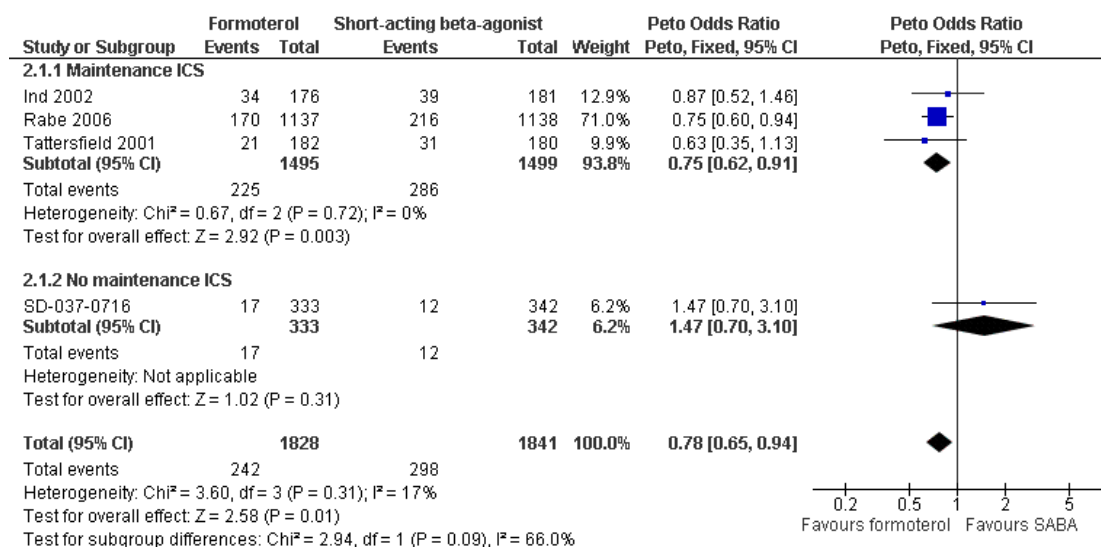 Formoterol Short-acting beta-agonist Peto Odds Ratio Peto Odds Ratio
Study or Subgroup Events Total Events Total Weight Peto, Fixed, 95% CI Peto, Fixed, 95% CI
2.1.1 Maintenance ICS
Ind 2002 34 176 39 181 12.9% 0.87 [0.52, 1.46]
Rabe 2006 170 1137 216 1138 71.0% 0.75 [0.60, 0.94]
Tattersfield 2001 21 182 31 180 9.9% 0.63 [0.35, 1.13]
Subtotal (95% CI) 1495 1499 93.8% 0.75 [0.62, 0.91]
Total events 225 286
Heterogeneity: Chi² = 0.67, df = 2 (P = 0.72); I² = 0%
Test for overall effect: Z = 2.92 (P = 0.003)
2.1.2 No maintenance ICS
SD-037-0716 17 333 12 342 6.2% 1.47 [0.70, 3.10]
Subtotal (95% CI) 333 342 6.2% 1.47 [0.70, 3.10]
Total events 17 12
Heterogeneity: Not applicable
Test for overall effect: Z = 1.02 (P = 0.31)
Total (95% CI) 1828 1841 100.0% 0.78 [0.65, 0.94]
Total events 242 298
Heterogeneity: Chi² = 3.60, df = 3 (P = 0.31); I² = 17%
Test for overall effect: Z = 2.58 (P = 0.01)
Test for subgroup differences: Chi² = 2.94, df = 1 (P = 0.09), I² = 66.0%
0.2 0.5 1 2 5
Favours formoterol Favours SABA